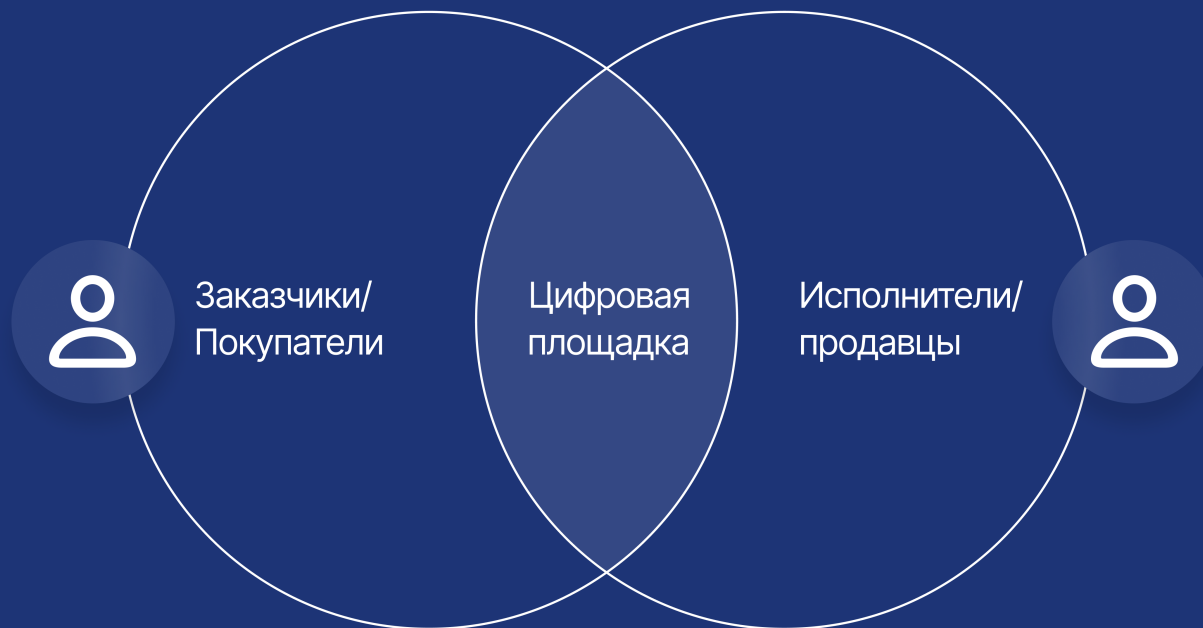 Заказчики/
Покупатели
Цифровая
площадка
Исполнители/
продавцы